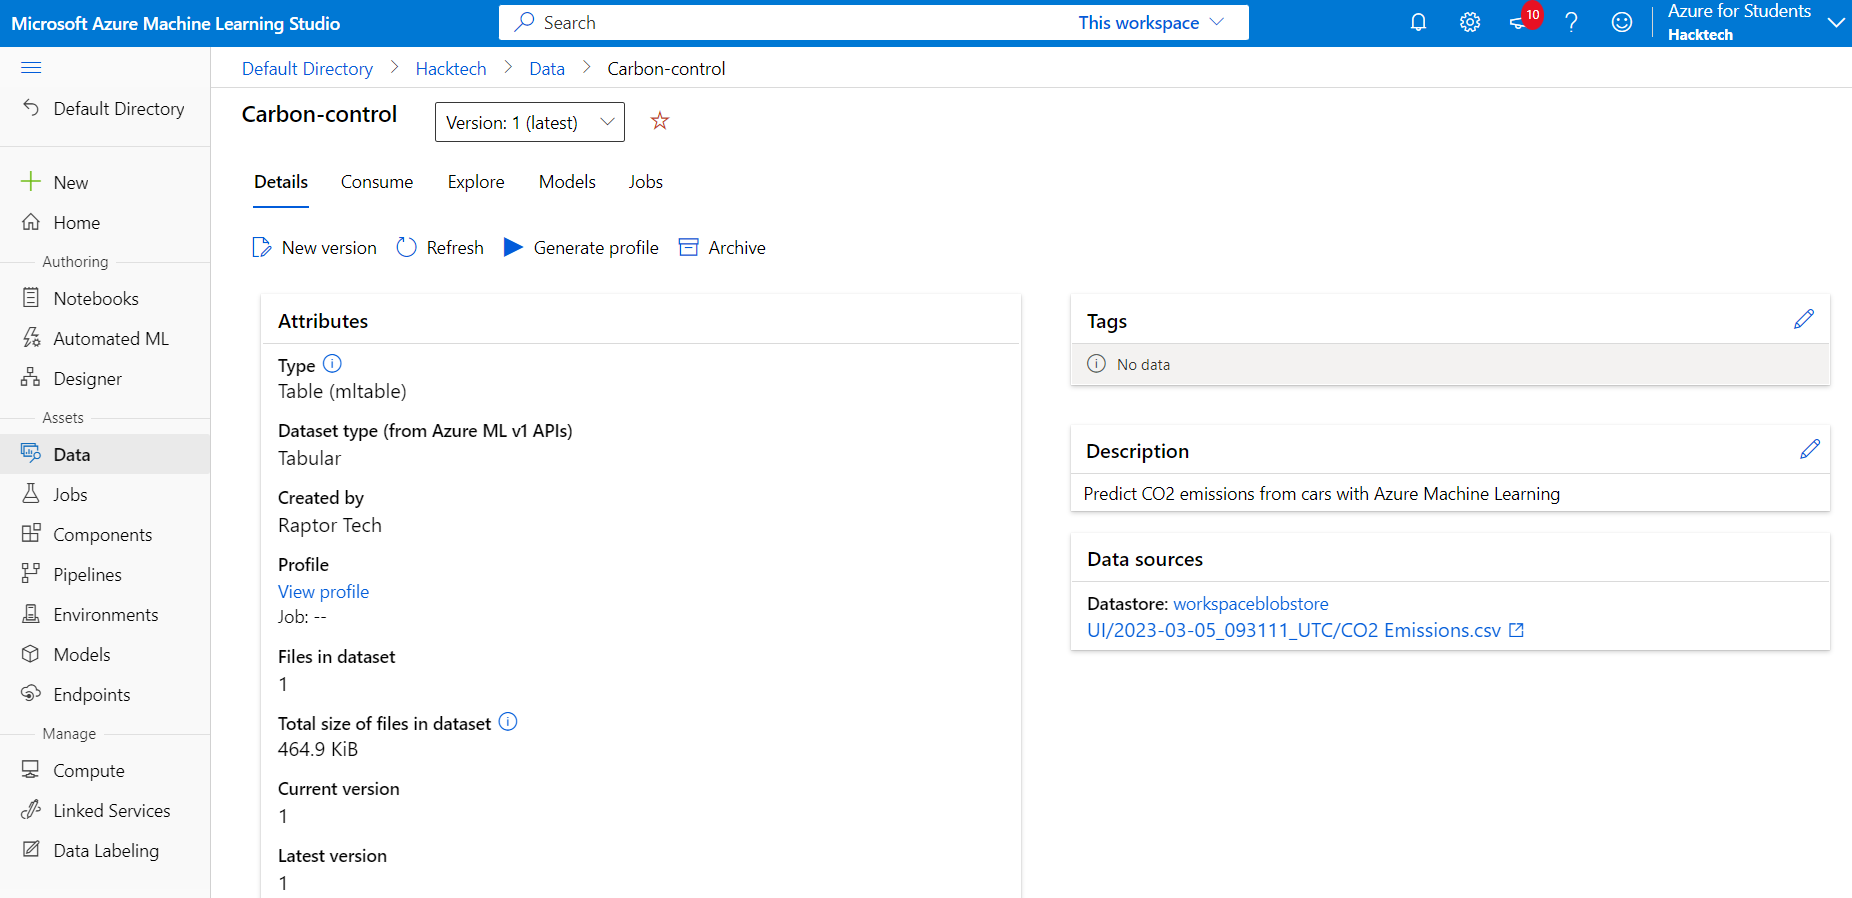 Microsoft Azure Machine Learning Studio
Search
This workspace
10
Azure for Students
Hacktech
Default Directory
Hacktech
Data
Carbon-control
Default Directory
New
Home
Authoring
Notebooks
Automated ML
Designer
Assets
Data
Jobs
Components
Pipelines
Environments
Models
Endpoints
Manage
Compute
Linked Services
Data Labeling
Carbon-control
Version: 1 (latest)
Details
Consume
Explore
Models
Jobs
New version
Refresh
Generate profile
Archive
Attributes
Type
Table (mltable)
Dataset type (from Azure ML v1 APIs)
Tabular
Created by
Raptor Tech
Profile
View profile
Job: --
Files in dataset
1
Total size of files in dataset
464.9 KiB
Current version
1
Latest version
1
Tags
No data
Description
Predict CO2 emissions from cars with Azure Machine Learning
Data sources
Datastore: workspaceblobstore
UI/2023-03-05_093111_UTC/CO2 Emissions.csv